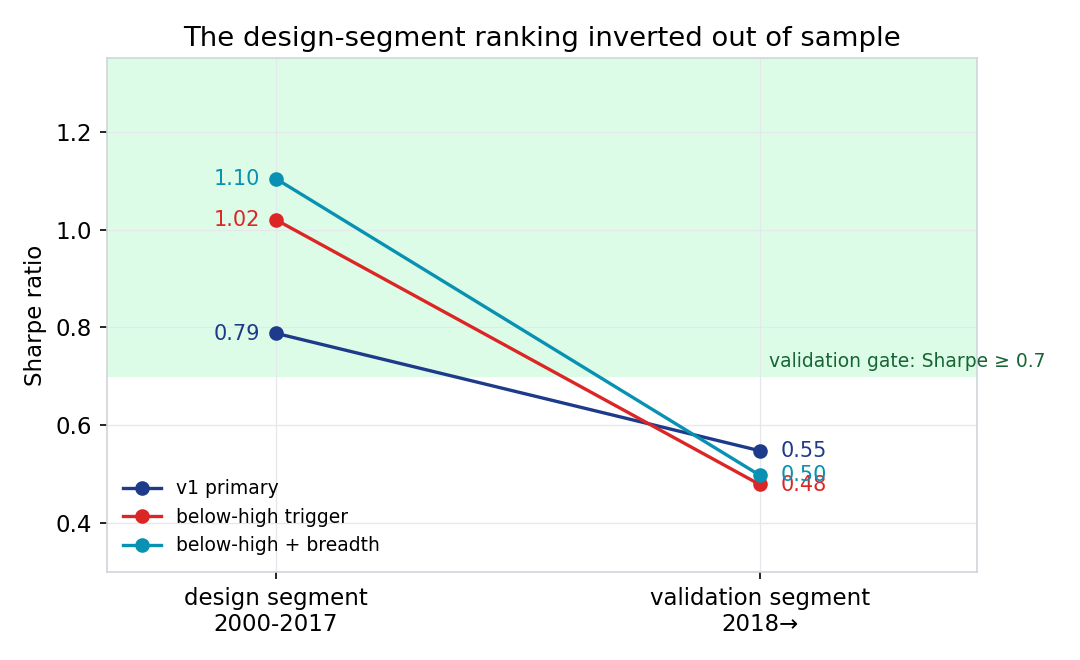 The design-segment ranking inverted out of sample
Sharpe ratio
1.2
1.0
0.8
0.6
0.4
1.10
1.02
0.79
validation gate: Sharpe ≥ 0.7
0.55
0.50
0.48
v1 primary
below-high trigger
below-high + breadth
design segment
2000-2017
validation segment
2018→